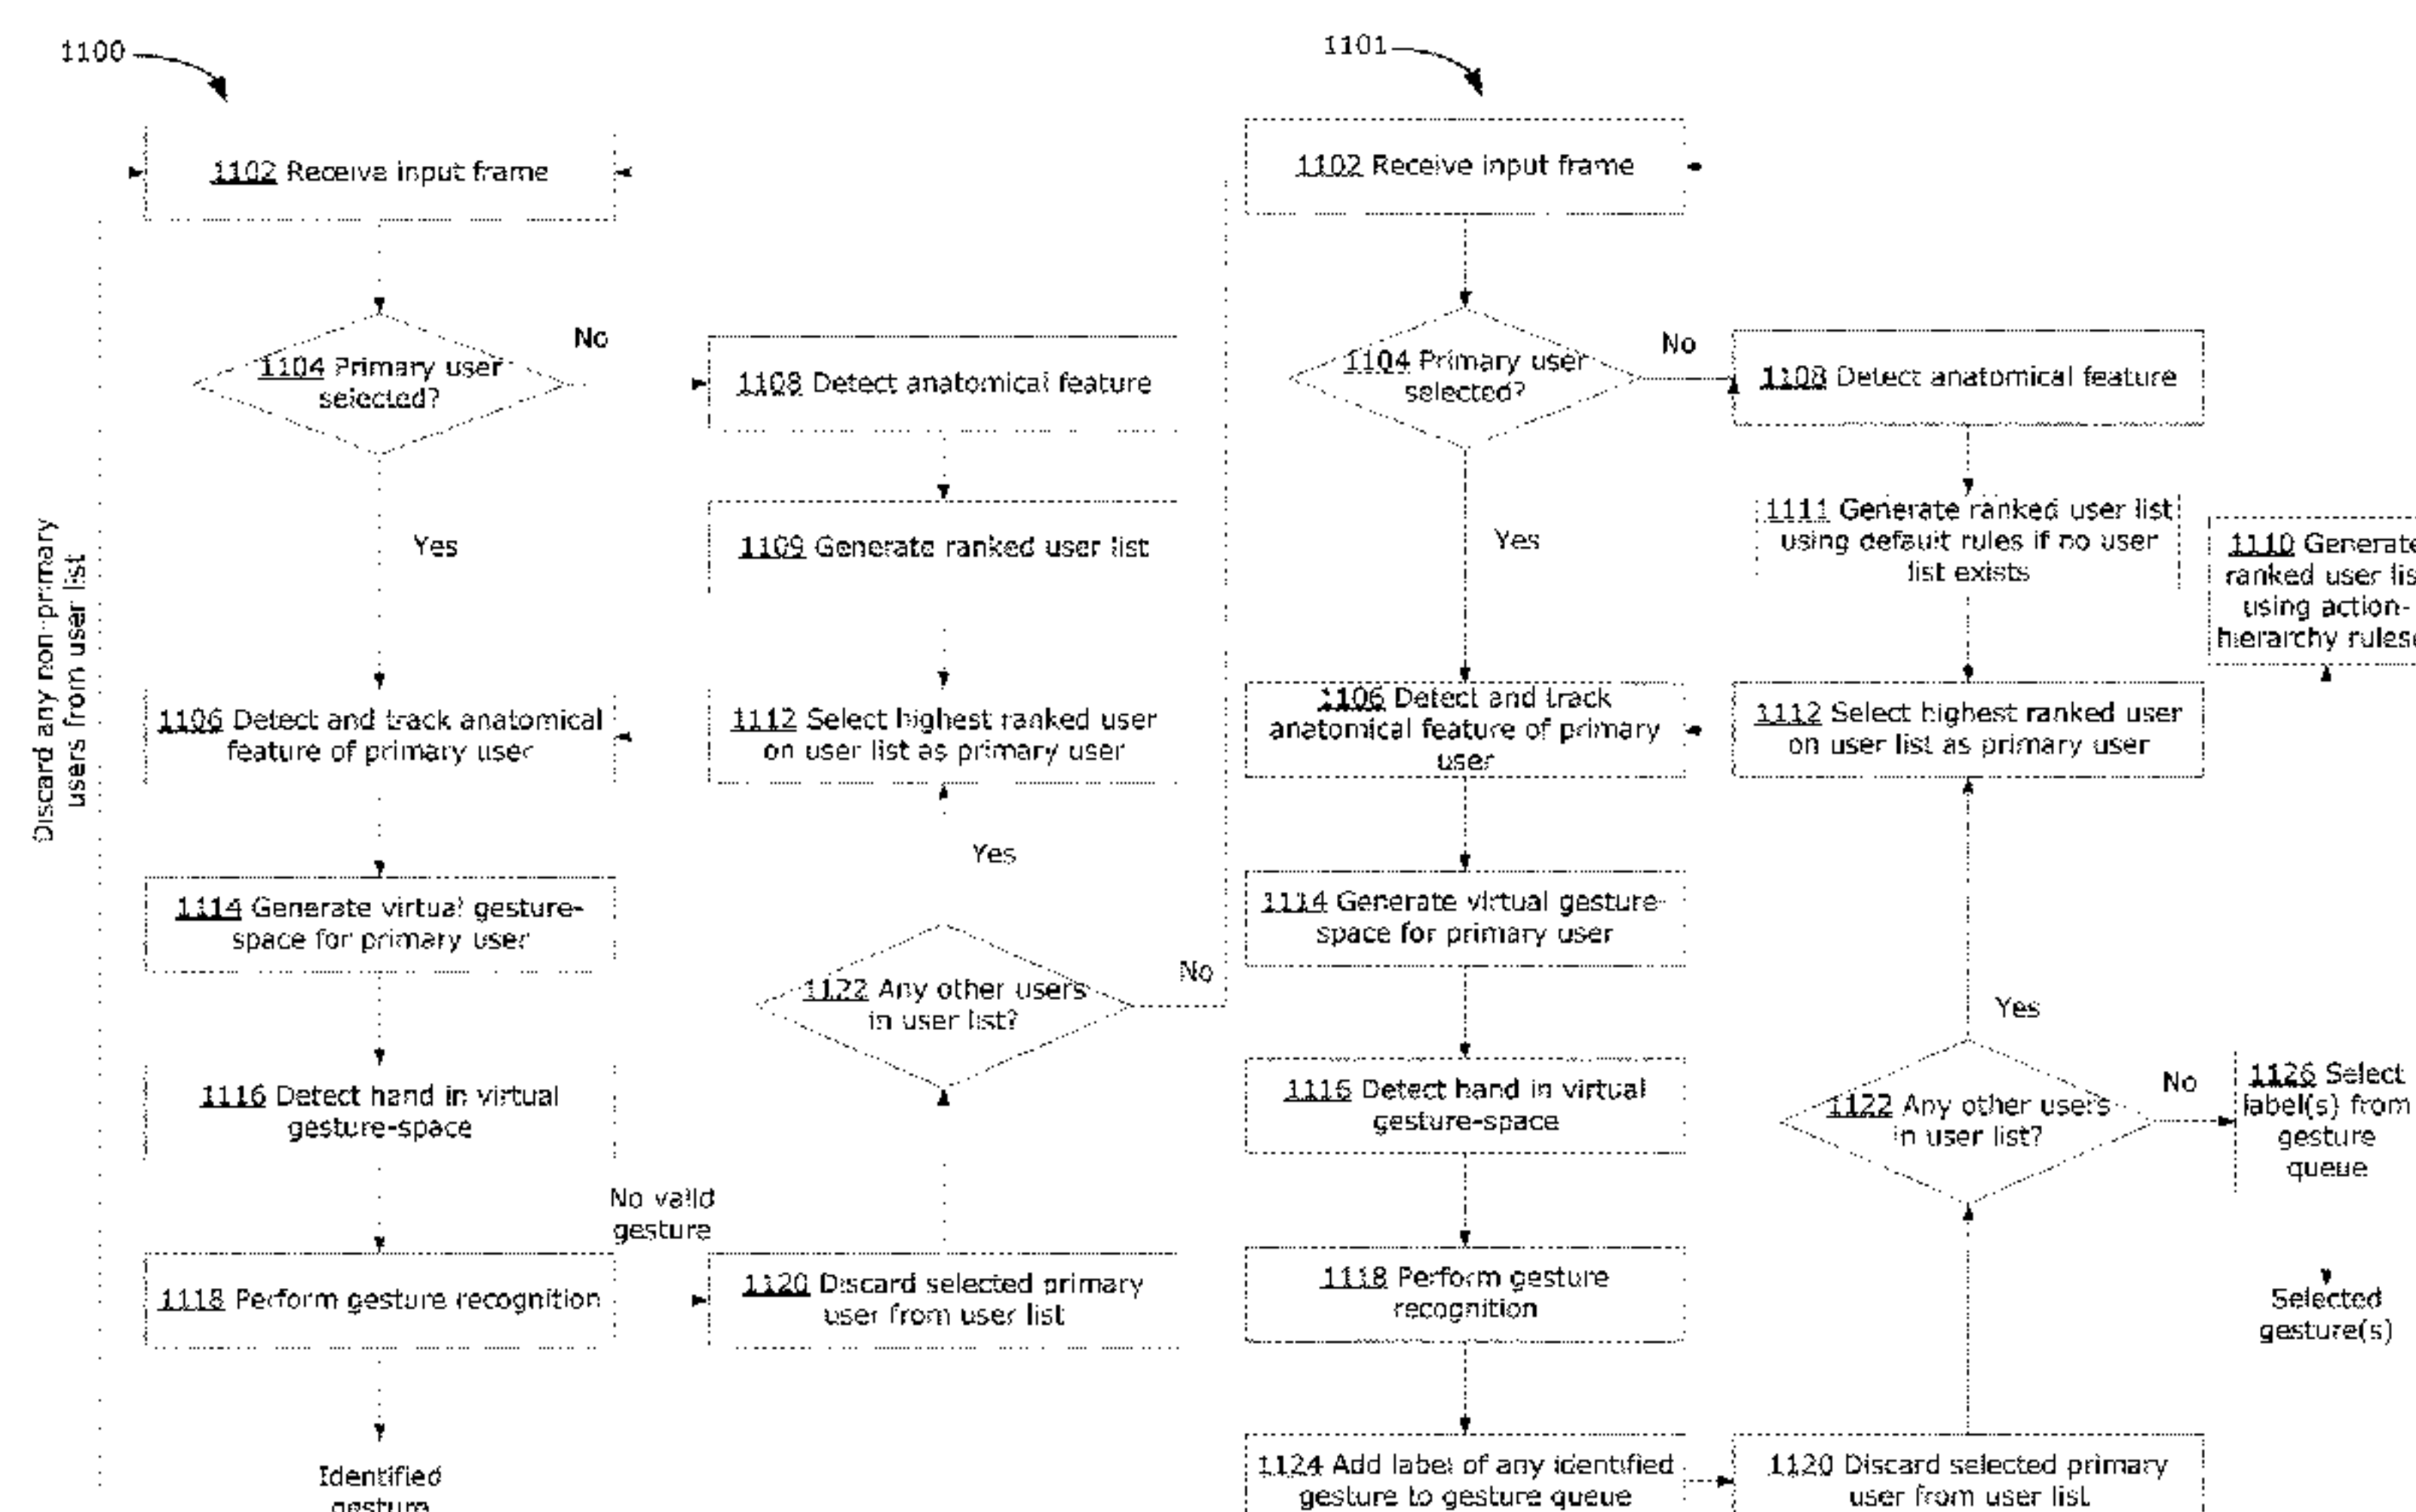 1100
1102 Receive input frame
1104 Primary user
selected?
No
Yes
1108 Detect anatomical feature
1109 Generate ranked user list
Discard any non-primary
users from user list
1106 Detect and track anatomical
feature of primary user
1112 Select highest ranked user
on user list as primary user
Yes
1114 Generate virtual gesture-
space for primary user
1122 Any other users
in user list?
No
1116 Detect hand in virtual
gesture-space
No valid
gesture
1118 Perform gesture recognition
1120 Discard selected primary
user from user list
Identified
gesture
1101
1102 Receive input frame
1104 Primary user
selected?
No
Yes
1108 Detect anatomical feature
1111 Generate ranked user list
using default rules if no user
list exists
1110 Generate
ranked user
using action-
hierarchy
1106 Detect and track
anatomical feature of primary
user
1112 Select highest ranked user
on user list as primary user
1114 Generate virtual gesture-
space for primary user
Yes
1116 Detect hand in virtual
gesture-space
1122 Any other users
in user list?
No
1126 Select
label(s) from
gesture
queue
1118 Perform gesture
recognition
Selected
gesture(s)
1124 Add label of any identified
gesture to gesture queue
1120 Discard selected primary
user from user list